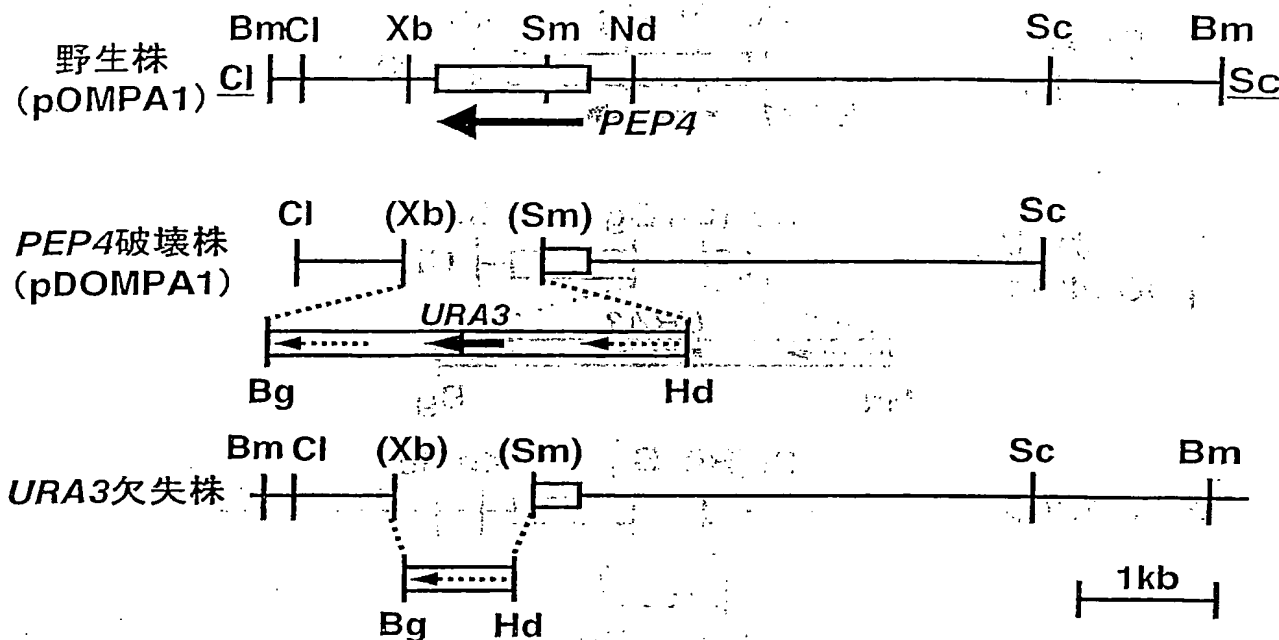 BmCl Xb Sm Nd Sc Bm
野生株
(pOMPA1)
Cl Sc
PEP4
Cl (Xb) (Sm) Sc
PEP4破壊株
(pDOMPA1)
URA3
Bg Hd
Bm Cl (Xb) (Sm) Sc Bm
URA3欠失株
1kb
Bg Hd